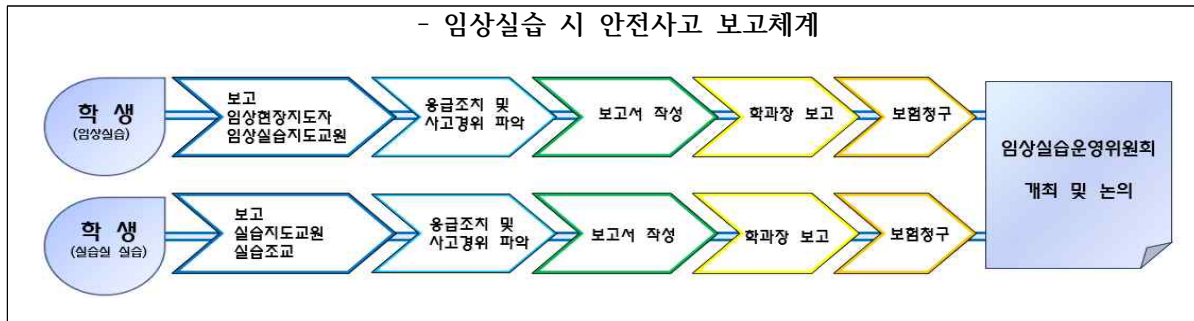 - 임상실습 시 안전사고 보고체계
학 생
(임상실습)
보고
임상현장지도자
임상실습지도교원
응급조치 및
사고경위 파악
보고서 작성
학과장 보고
보험청구
학 생
(실습실 실습)
보고
실습지도교원
실습조교
응급조치 및
사고경위 파악
보고서 작성
학과장 보고
보험청구
임상실습운영위원회
개최 및 논의